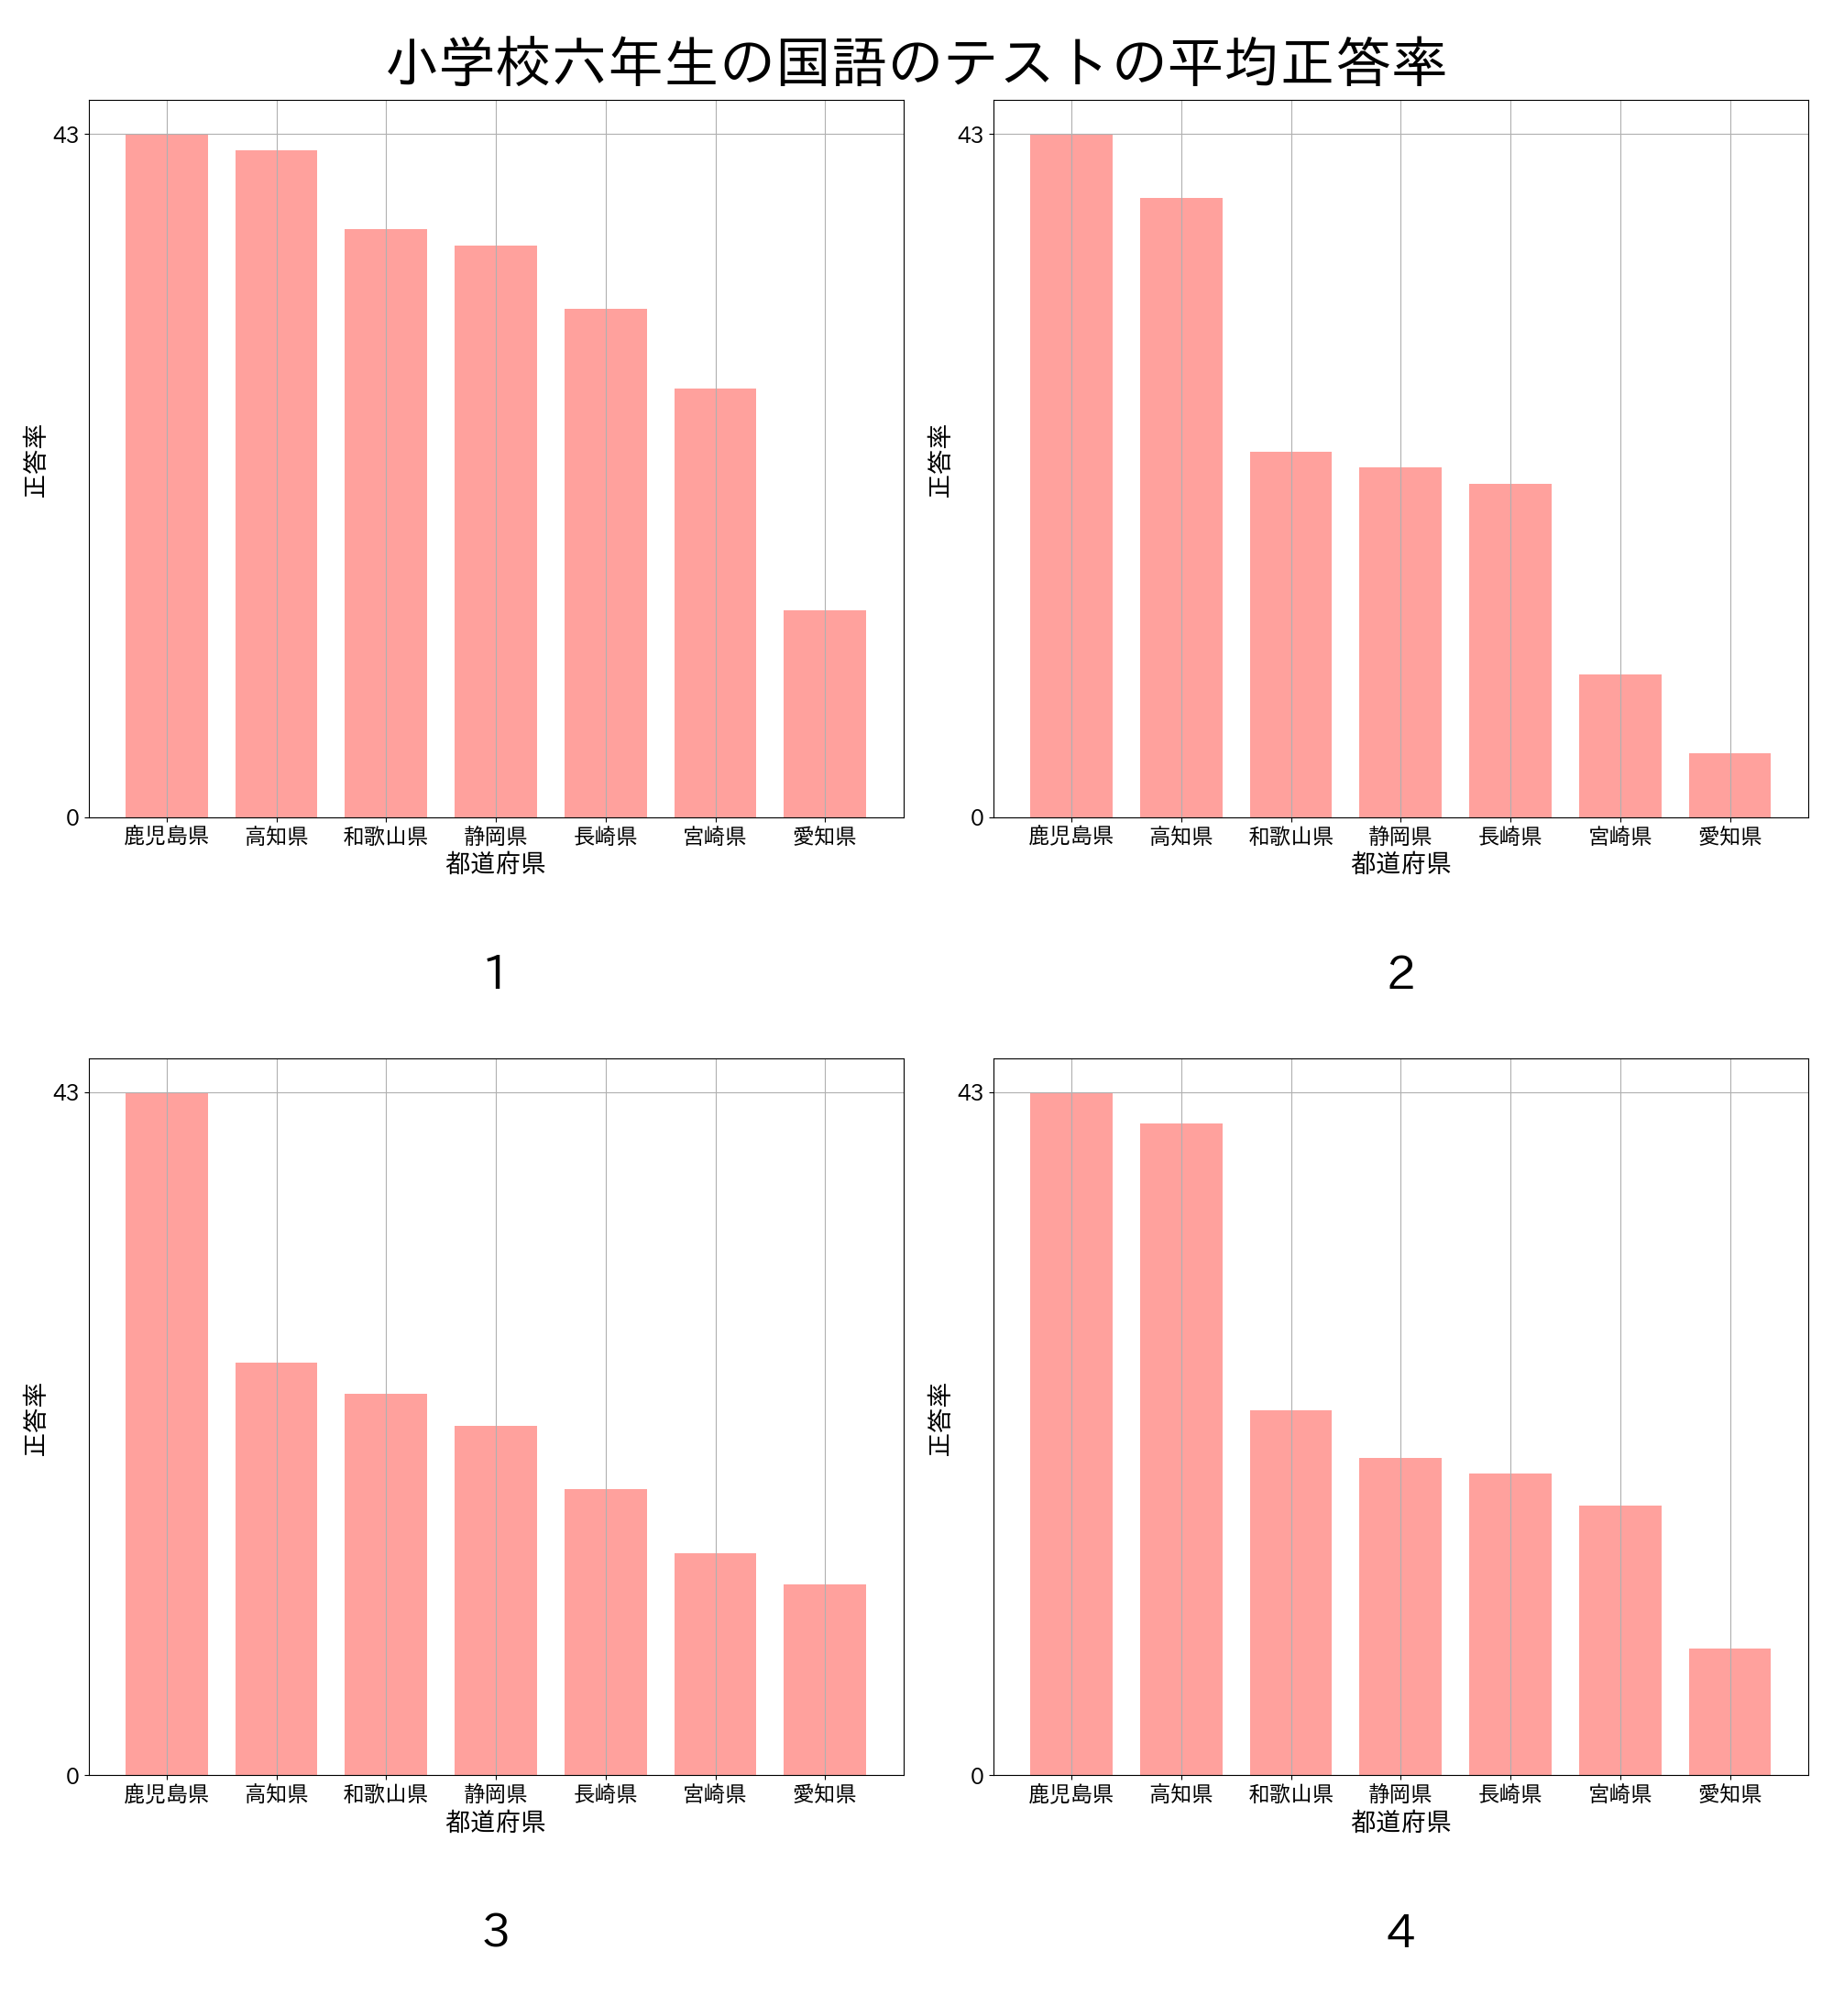 小学校六年生の国語のテストの平均正答率
43
0
正答率
鹿児島県 高知県 和歌山県 静岡県 長崎県 宮崎県 愛知県
都道府県
1
43
0
正答率
鹿児島県 高知県 和歌山県 静岡県 長崎県 宮崎県 愛知県
都道府県
2
43
0
正答率
鹿児島県 高知県 和歌山県 静岡県 長崎県 宮崎県 愛知県
都道府県
3
43
0
正答率
鹿児島県 高知県 和歌山県 静岡県 長崎県 宮崎県 愛知県
都道府県
4